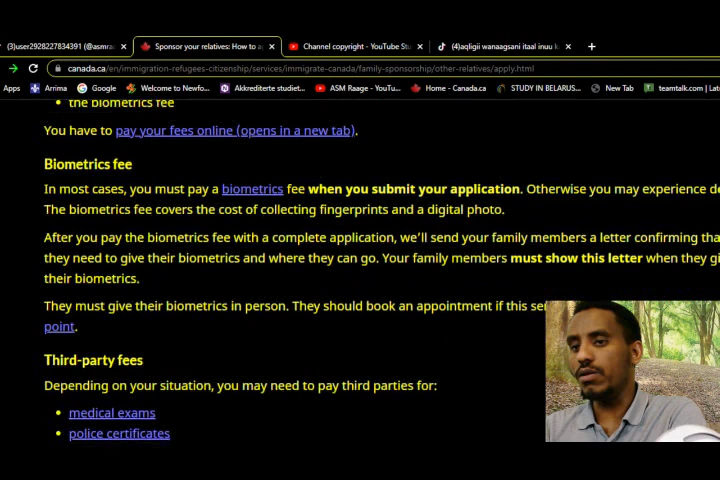 (3)user2928227834391 (@asmra
Sponsor your relatives: How to a
Channel copyright - YouTube Stu
(4)aqligii wanaagsani itaal inuu k
canada.ca/en/immigration-refugees-citizenship/services/immigrate-canada/family-sponsorship/other-relatives/apply.html
Apps
Arrima
Google
Welcome to Newfo...
Akkrediterte studiet...
ASM Raage - YouTu...
Home - Canada.ca
STUDY IN BELARUS...
New Tab
teamtalk.com | Late
• the biometrics fee
You have to pay your fees online (opens in a new tab).
Biometrics fee
In most cases, you must pay a biometrics fee when you submit your application. Otherwise you may experience de
The biometrics fee covers the cost of collecting fingerprints and a digital photo.
After you pay the biometrics fee with a complete application, we'll send your family members a letter confirming tha
they need to give their biometrics and where they can go. Your family members must show this letter when they gi
their biometrics.
They must give their biometrics in person. They should book an appointment if this ser
point.
Third-party fees
Depending on your situation, you may need to pay third parties for:
• medical exams
• police certificates